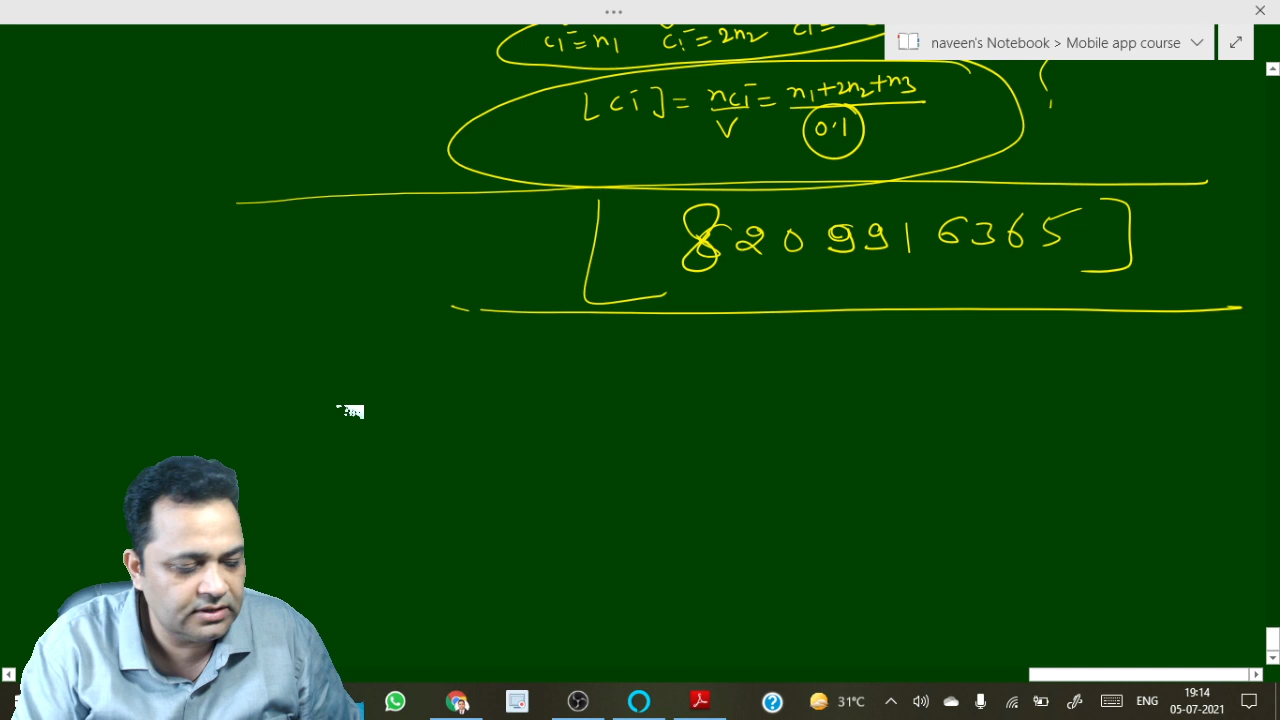 naveen's Notebook > Mobile app course
Cl⁻=n1 Cl⁻=2n2 Cl⁻=
[Cl⁻] = nCl⁻/V = n1+2n2+n3/0.1
8209916365
31°C
ENG
19:14
05-07-2021